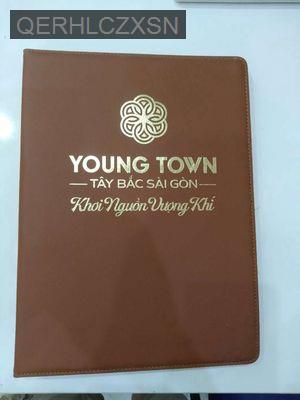 QERHLCZXSN
YOUNG TOWN
TÂY BẮC SÀI GÒN
Khơi Nguồn Vượng Khí